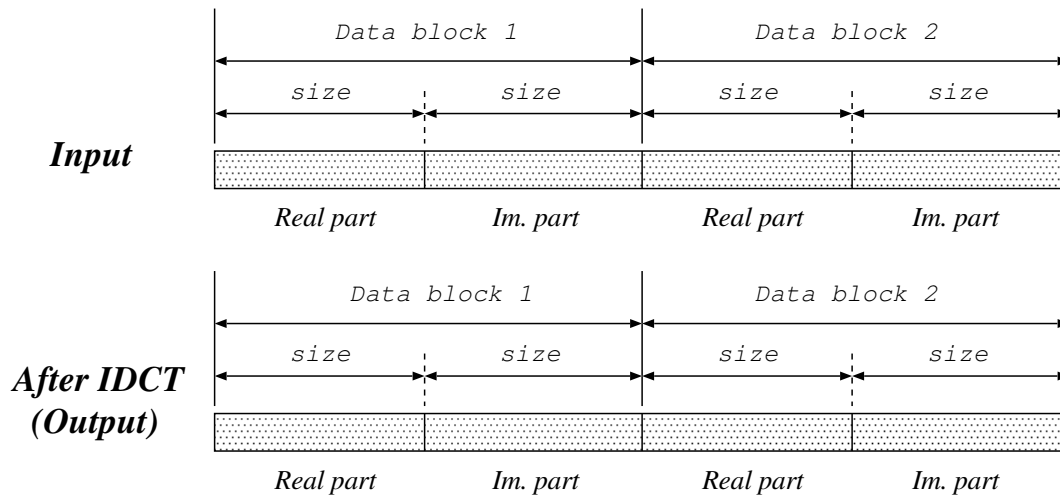 Data block 1 Data block 2
size size size size
Input
Real part Im. part Real part Im. part
Data block 1 Data block 2
size size size size
After IDCT
(Output)
Real part Im. part Real part Im. part